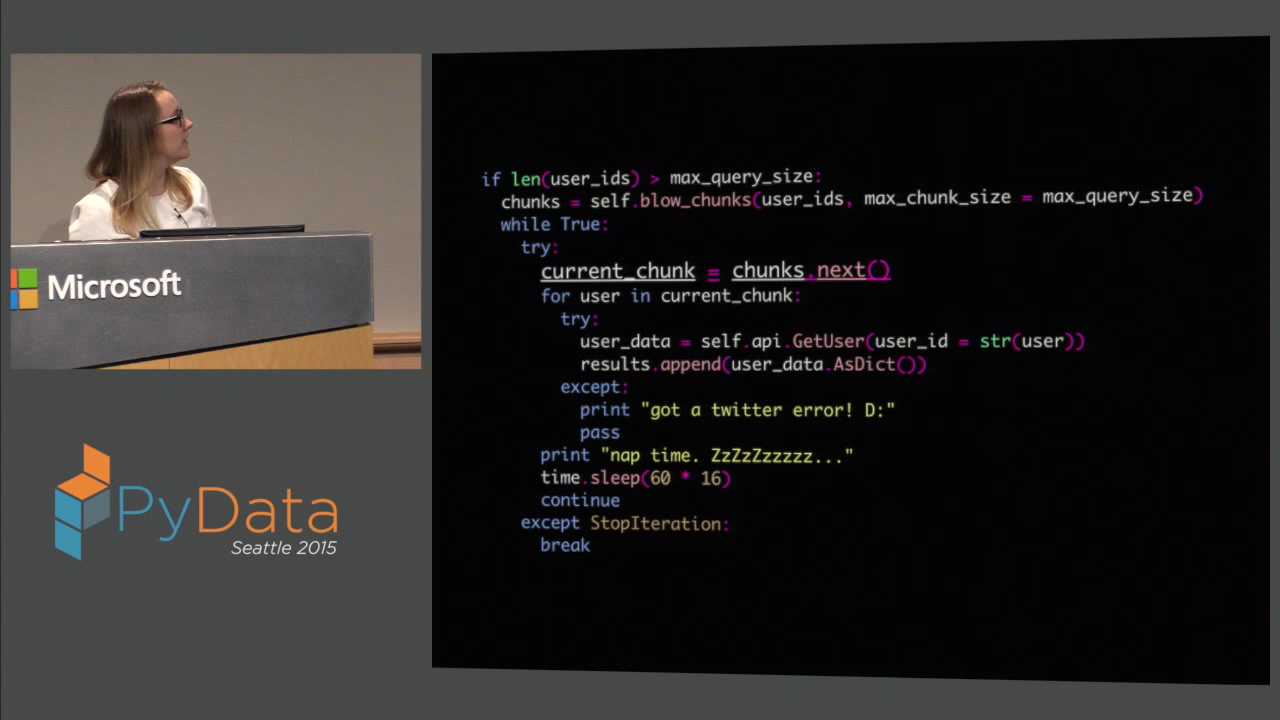 Microsoft
PyData
Seattle 2015
if len(user_ids) > max_query_size:
chunks = self.blow_chunks(user_ids, max_chunk_size = max_query_size)
while True:
try:
current_chunk = chunks.next()
for user in current_chunk:
try:
user_data = self.api.GetUser(user_id = str(user))
results.append(user_data.AsDict())
except:
print "got a twitter error! D:"
pass
print "nap time. ZzZzZzzzzz..."
time.sleep(60 * 16)
continue
except StopIteration:
break